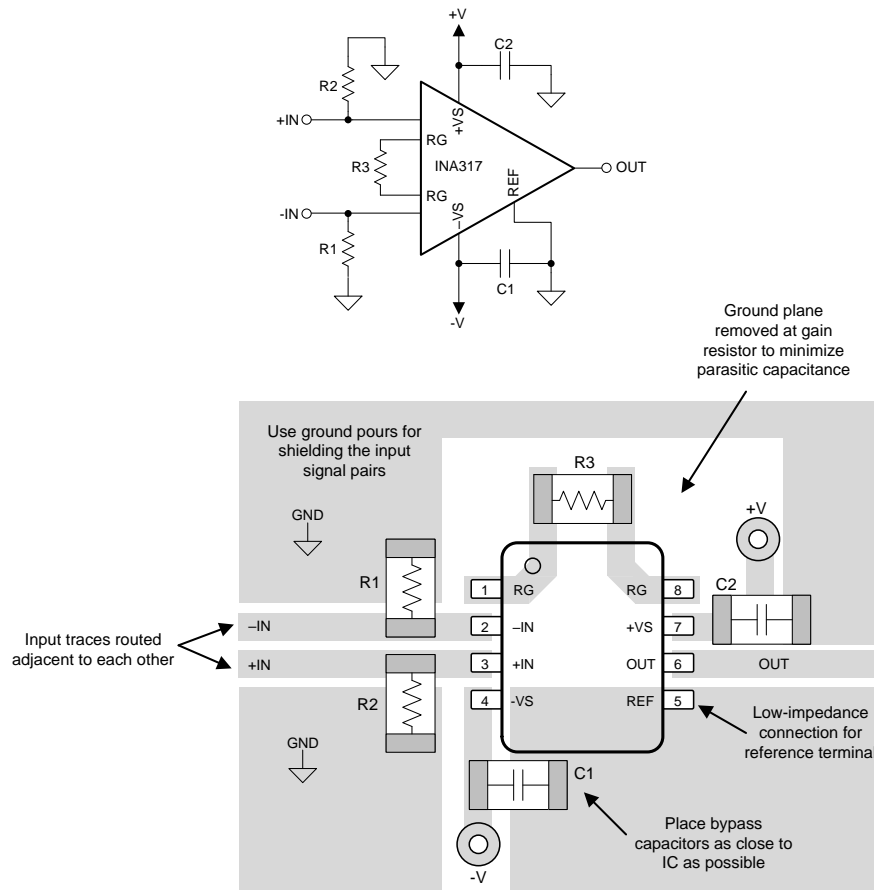 +V
C2
R2
+IN
+VS
RG
R3
INA317
OUT
RG
REF
-IN
–VS
R1
C1
-V
Ground plane
removed at gain
resistor to minimize
parasitic capacitance
Use ground pours for
shielding the input
signal pairs
R3
GND
+V
R1
C2
1 RG
RG 8
Input traces routed
adjacent to each other
–IN
2 –IN
+VS 7
+IN
3 +IN
OUT 6
OUT
R2
4 -VS
REF 5
Low-impedance
connection for
reference terminal
GND
C1
Place bypass
capacitors as close to
IC as possible
-V